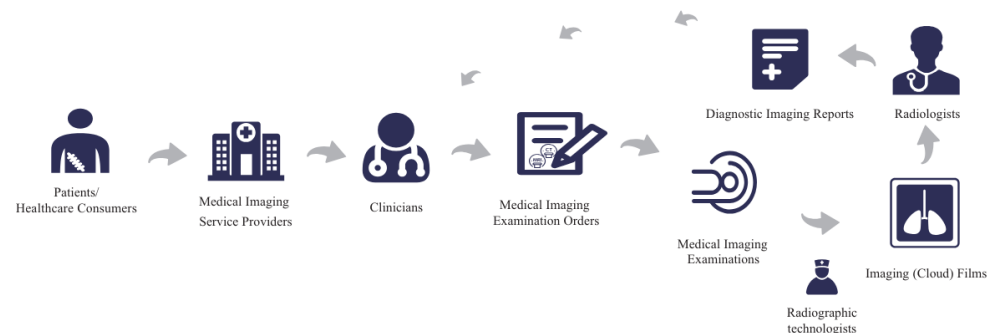 Patients/
Healthcare Consumers
Medical Imaging
Service Providers
Clinicians
Medical Imaging
Examination Orders
CT
Medical Imaging
Examinations
Radiographic
technologists
Imaging (Cloud) Films
Radiologists
Diagnostic Imaging Reports